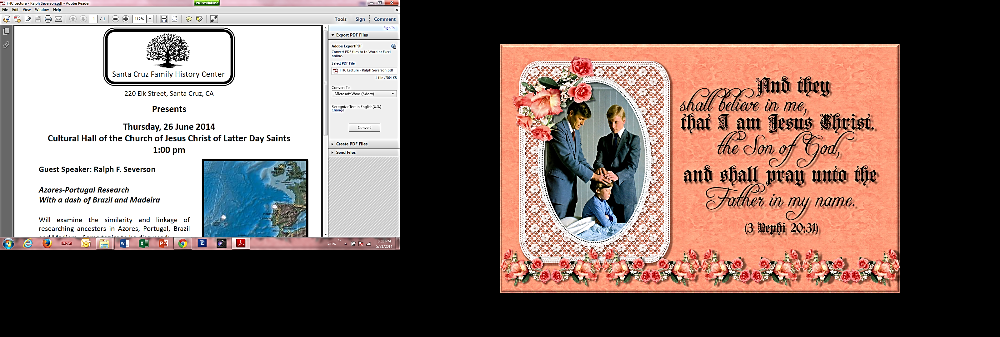 FHC Lecture - Ralph Severson.pdf - Adobe Reader
PCTechHotline
File Edit View Window Help
1 / 1
112%
Tools Sign Comment
Santa Cruz Family History Center
220 Elk Street, Santa Cruz, CA
Presents
Thursday, 26 June 2014
Cultural Hall of the Church of Jesus Christ of Latter Day Saints
1:00 pm
Guest Speaker: Ralph F. Severson
Azores-Portugal Research
With a dash of Brazil and Madeira
Will examine the similarity and linkage of
researching ancestors in Azores, Portugal, Brazil
PORTUGAL
SPAIN
Sign In
Export PDF Files
Adobe ExportPDF
Convert PDF files to to Word or Excel
online.
Select PDF File:
FHC Lecture - Ralph Severson.pdf
1 file / 364 KB
Convert To:
Microsoft Word (*.docx)
Recognize Text in English(U.S.)
Change
Convert
Create PDF Files
Send Files
PDF
Links
8:55 PM
5/31/2014
And they
shall believe in me,
that I am Jesus Christ.
the Son of God,
and shall pray unto the
Father in my name.
(3 Nephi 20:31)